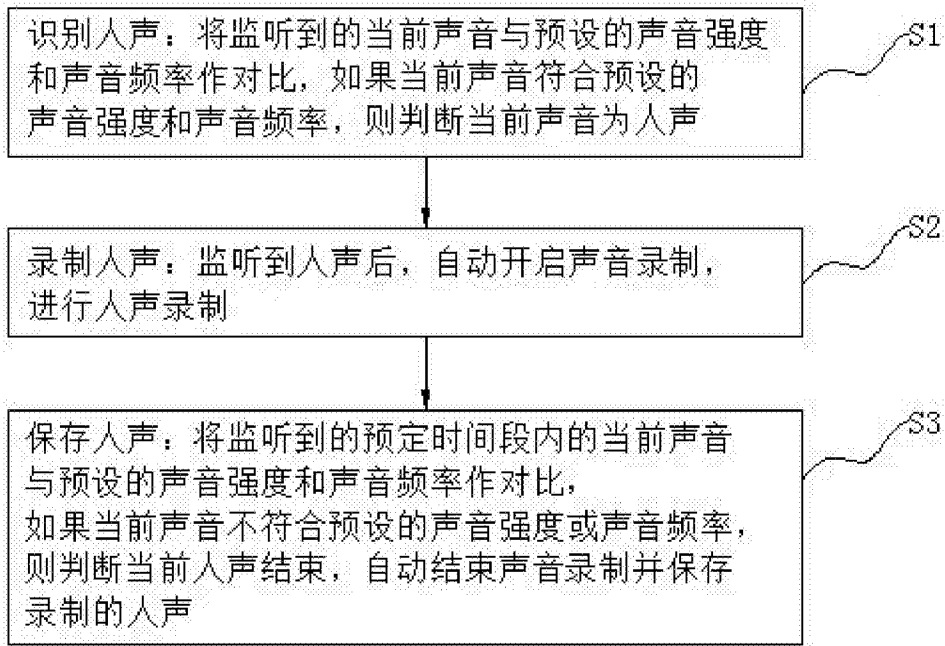 识别人声：将监听到的当前声音与预设的声音强度
和声音频率作对比，如果当前声音符合预设的
声音强度和声音频率，则判断当前声音为人声
S1
录制人声：监听到人声后，自动开启声音录制，
进行人声录制
S2
保存人声：将监听到的预定时间段内的当前声音
与预设的声音强度和声音频率作对比，
如果当前声音不符合预设的声音强度或声音频率，
则判断当前人声结束，自动结束声音录制并保存
录制的人声
S3